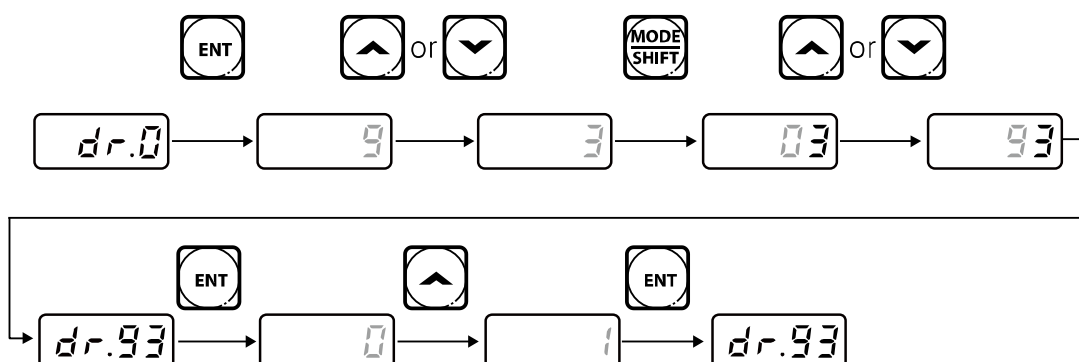 ENT or MODE SHIFT or
dr.0 9 3 03 93
ENT ENT
dr.93 0 1 dr.93